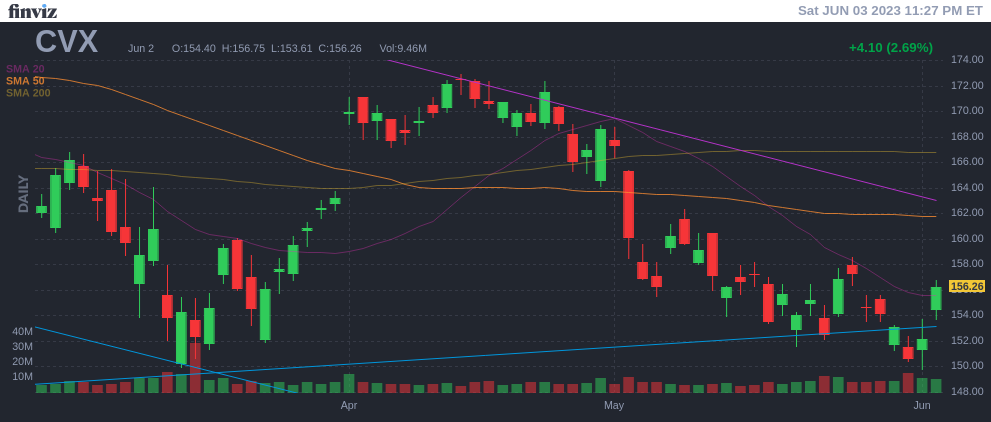 finviz
Sat JUN 03 2023 11:27 PM ET
CVX
Jun 2 O:154.40 H:156.75 L:153.61 C:156.26 Vol:9.46M
+4.10 (2.69%)
SMA 20
SMA 50
SMA 200
DAILY
174.00
172.00
170.00
168.00
166.00
164.00
162.00
160.00
158.00
156.26
154.00
152.00
150.00
148.00
40M
30M
20M
10M
Apr May Jun